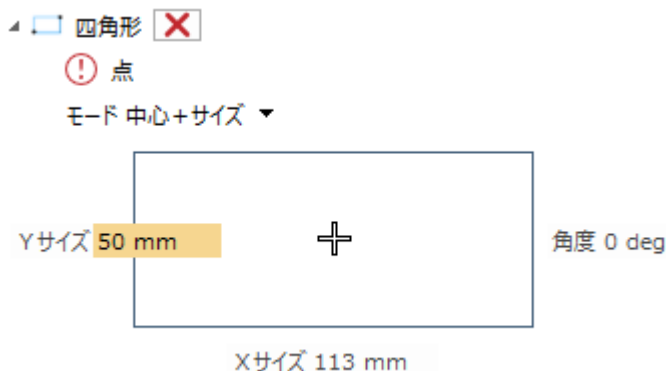 四角形
点
モード 中心+サイズ
Yサイズ 50 mm
角度 0 deg
Xサイズ 113 mm